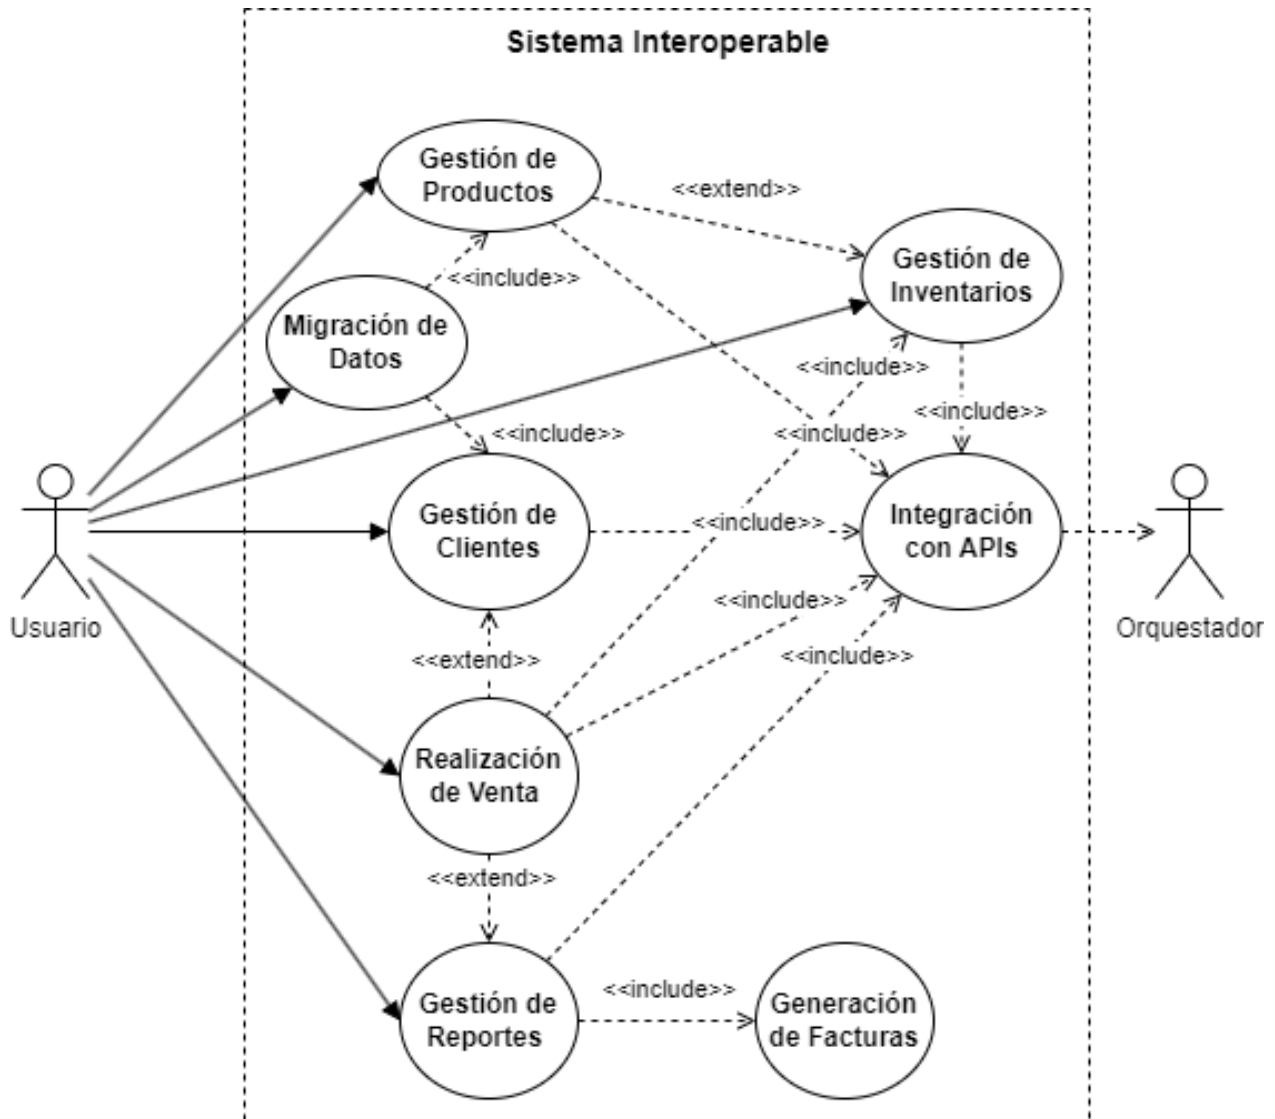 Sistema Interoperable
Gestión de
Productos
<<extend>>
Gestión de
Inventarios
<<include>>
Migración de
Datos
<<include>>
<<include>>
<<include>>
<<include>>
Gestión de
Clientes
<<include>>
Integración
con APIs
Usuario
Orquestador
<<include>>
<<extend>>
<<include>>
Realización
de Venta
<<extend>>
Gestión de
Reportes
<<include>>
Generación
de Facturas